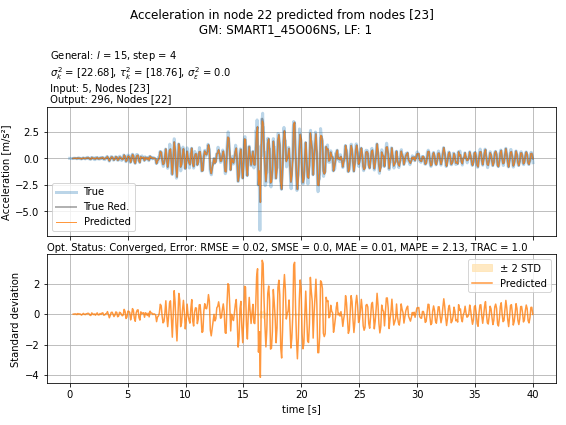 Acceleration in node 22 predicted from nodes [23]
GM: SMART1_45O06NS, LF: 1
General: l = 15, step = 4
σ²ₖ = [22.68], τ²ₖ = [18.76], σ²ε = 0.0
Input: 5, Nodes [23]
Output: 296, Nodes [22]
Acceleration [m/s²]
2.5
0.0
−2.5
−5.0
True
True Red.
Predicted
Opt. Status: Converged, Error: RMSE = 0.02, SMSE = 0.0, MAE = 0.01, MAPE = 2.13, TRAC = 1.0
Standard deviation
2
0
−2
−4
± 2 STD
Predicted
0 5 10 15 20 25 30 35 40
time [s]